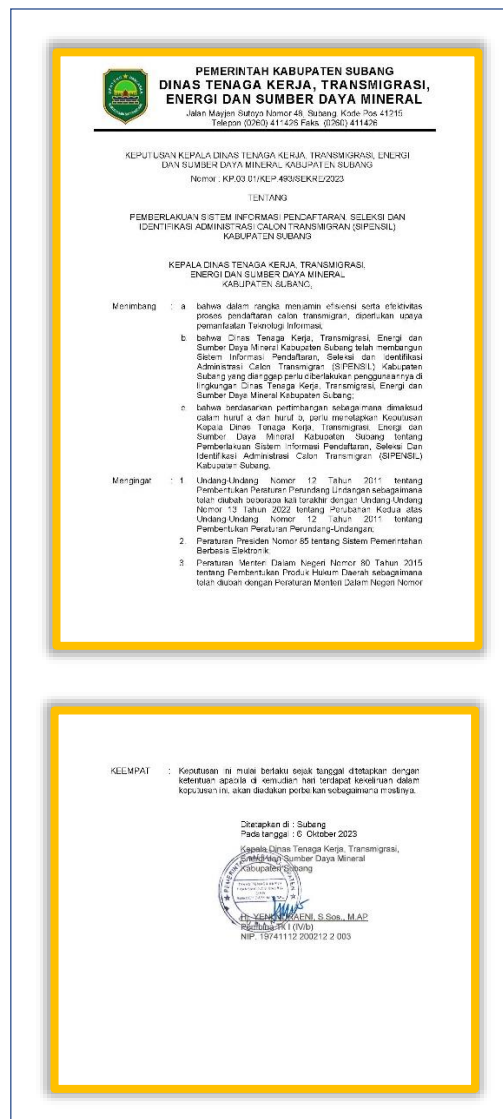 PEMERINTAH KABUPATEN SUBANG
DINAS TENAGA KERJA, TRANSMIGRASI,
ENERGI DAN SUMBER DAYA MINERAL
Jalan Mayjen Sutoyo Nomor 48, Subang, Kode Pos 41215
Telepon (0260) 411426 Faks. (0260) 411426
KEPUTUSAN KEPALA DINAS TENAGA KERJA, TRANSMIGRASI, ENERGI
DAN SUMBER DAYA MINERAL KABUPATEN SUBANG
Nomor : KP.03.01/KEP.493/SEKRE/2023
TENTANG
PEMBERLAKUAN SISTEM INFORMASI PENDAFTARAN, SELEKSI DAN
IDENTIFIKASI ADMINISTRASI CALON TRANSMIGRAN (SIPENSIL)
KABUPATEN SUBANG
KEPALA DINAS TENAGA KERJA, TRANSMIGRASI,
ENERGI DAN SUMBER DAYA MINERAL
KABUPATEN SUBANG,
Menimbang : a. bahwa dalam rangka menjamin efisiensi serta efektivitas
proses pendaftaran calon transmigran, diperlukan upaya
pemanfaatan Teknologi Informasi;
b. bahwa Dinas Tenaga Kerja, Transmigrasi, Energi dan
Sumber Daya Mineral Kabupaten Subang telah membangun
Sistem Informasi Pendaftaran, Seleksi dan Identifikasi
Administrasi Calon Transmigran (SIPENSIL) Kabupaten
Subang yang dianggap perlu diberlakukan penggunaannya di
lingkungan Dinas Tenaga Kerja, Transmigrasi, Energi dan
Sumber Daya Mineral Kabupaten Subang;
c. bahwa berdasarkan pertimbangan sebagaimana dimaksud
dalam huruf a dan huruf b, perlu menetapkan Keputusan
Kepala Dinas Tenaga Kerja, Transmigrasi, Energi dan
Sumber Daya Mineral Kabupaten Subang tentang
Pemberlakuan Sistem Informasi Pendaftaran, Seleksi Dan
Identifikasi Administrasi Calon Transmigran (SIPENSIL)
Kabupaten Subang.
Mengingat : 1. Undang-Undang Nomor 12 Tahun 2011 tentang
Pembentukan Peraturan Perundang Undangan sebagaimana
telah diubah beberapa kali terakhir dengan Undang-Undang
Nomor 13 Tahun 2022 tentang Perubahan Kedua atas
Undang-Undang Nomor 12 Tahun 2011 tentang
Pembentukan Peraturan Perundang-Undangan;
2. Peraturan Presiden Nomor 85 tentang Sistem Pemerintahan
Berbasis Elektronik
3. Peraturan Menteri Dalam Negeri Nomor 80 Tahun 2015
tentang Pembentukan Produk Hukum Daerah sebagaimana
telah diubah dengan Peraturan Menteri Dalam Negeri Nomor
KEEMPAT : Keputusan ini mulai berlaku sejak tanggal ditetapkan dengan
ketentuan apabila di kemudian hari terdapat kekeliruan dalam
keputusan ini, akan diadakan perbaikan sebagaimana mestinya.
Ditetapkan di : Subang
Pada tanggal : 6 Oktober 2023
Kepala Dinas Tenaga Kerja, Transmigrasi,
Energi dan Sumber Daya Mineral
Kabupaten Subang
Hj. YENI NURAENI, S.Sos., M.AP
Pembina TK I (IV/b)
NIP. 19741112 200212 2 003